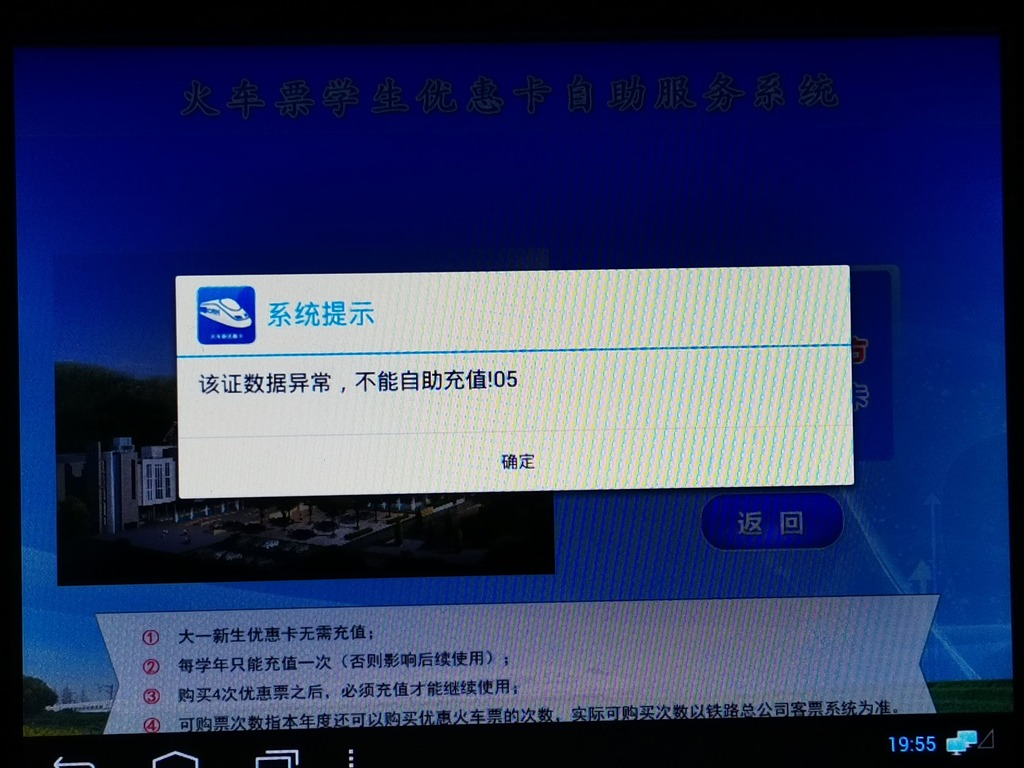 火车票学生优惠卡自助服务系统
系统提示
该证数据异常，不能自助充值!05
确定
卡
返 回
① 大一新生优惠卡无需充值；
② 每学年只能充值一次（否则影响后续使用）；
③ 购买4次优惠票之后，必须充值才能继续使用；
④ 可购票次数指本年度还可以购买优惠火车票的次数，实际可购买次数以铁路总公司客票系统为准。
19:55